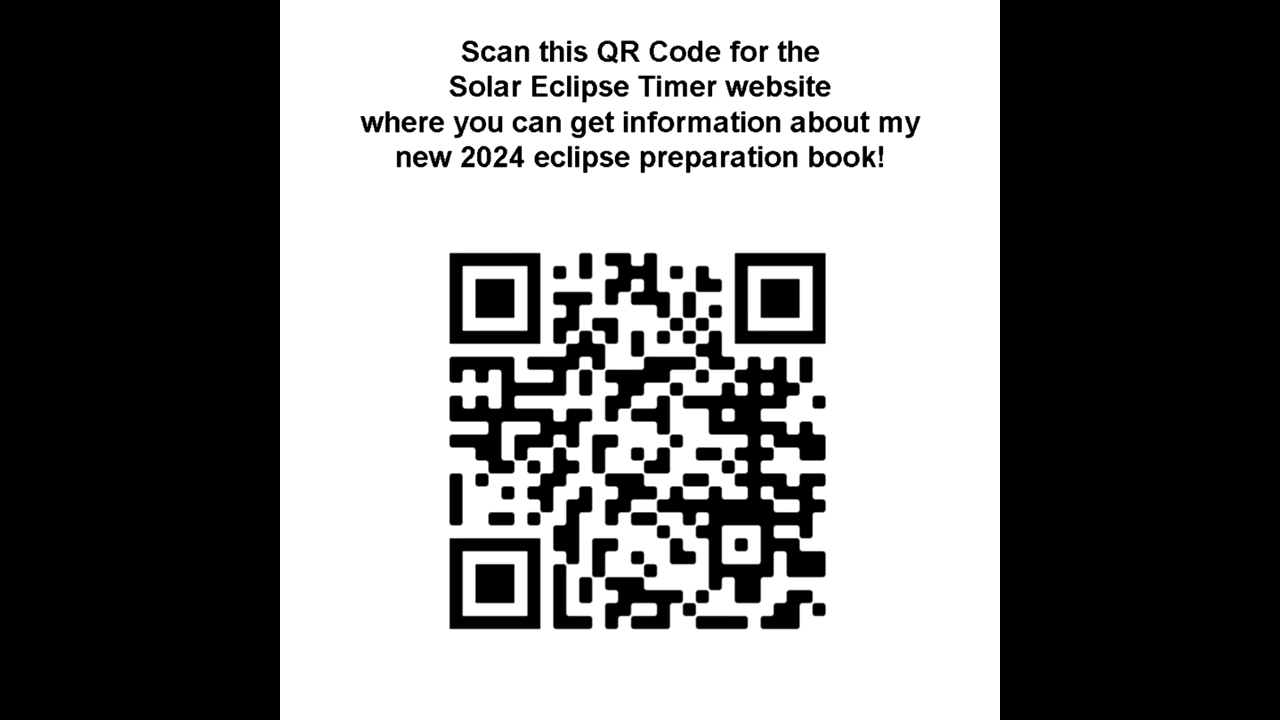 Scan this QR Code for the
Solar Eclipse Timer website
where you can get information about my
new 2024 eclipse preparation book!